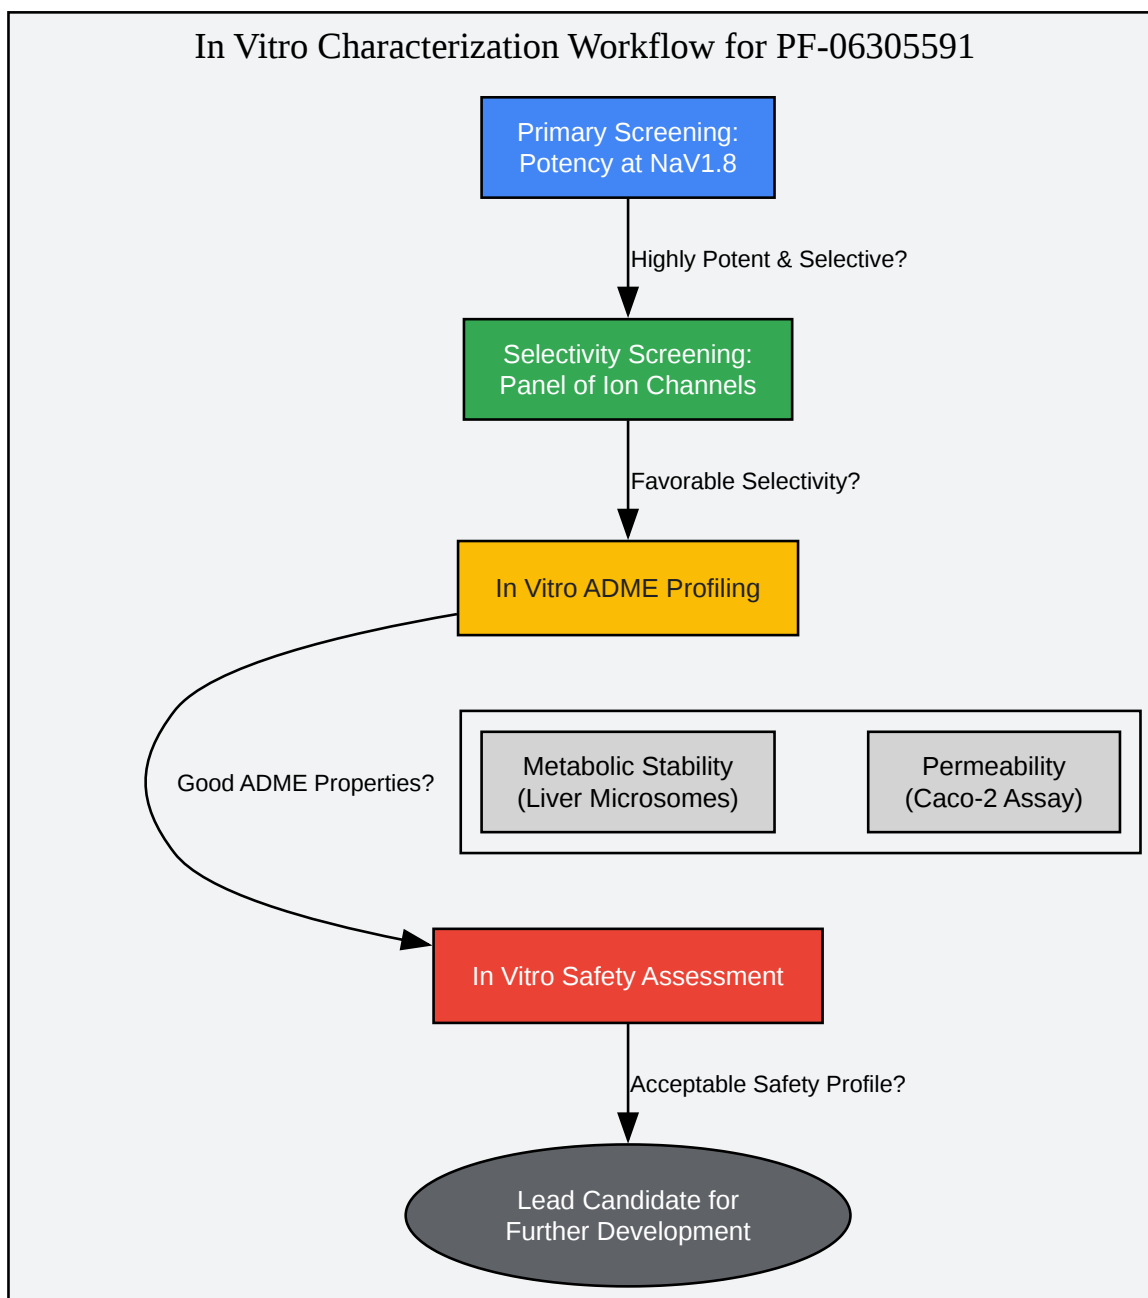 In Vitro Characterization Workflow for PF-06305591
Primary Screening:
Potency at NaV1.8
Highly Potent & Selective?
Selectivity Screening:
Panel of Ion Channels
Favorable Selectivity?
In Vitro ADME Profiling
Good ADME Properties?
Metabolic Stability
(Liver Microsomes)
Permeability
(Caco-2 Assay)
In Vitro Safety Assessment
Acceptable Safety Profile?
Lead Candidate for
Further Development